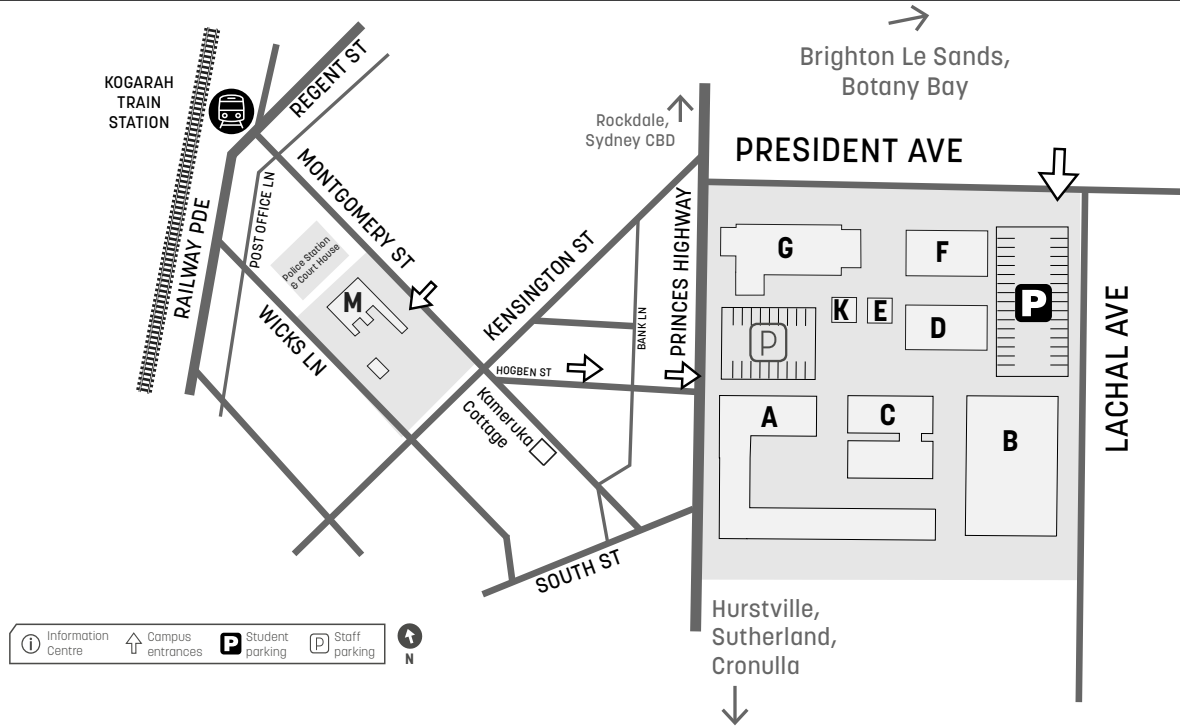 KOGARAH
TRAIN
STATION
REGENT ST
Brighton Le Sands,
Botany Bay
Rockdale,
Sydney CBD
PRESIDENT AVE
MONTGOMERY ST
POST OFFICE LN
RAILWAY PDE
Police Station
& Court House
M
WICKS LN
KENSINGTON ST
BANK LN
PRINCES HIGHWAY
HOGBEN ST
Kameruka
Cottage
SOUTH ST
G
F
K
E
D
P
P
A
C
B
LACHAL AVE
Hurstville,
Sutherland,
Cronulla
i
Information
Centre
Campus
entrances
P
Student
parking
P
Staff
parking
N